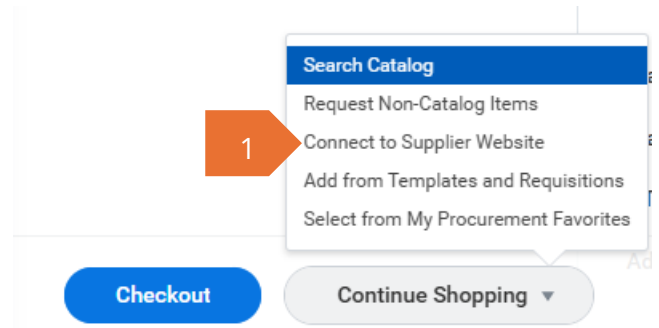 Search Catalog
Request Non-Catalog Items
1
Connect to Supplier Website
Add from Templates and Requisitions
Select from My Procurement Favorites
Ad
Checkout
Continue Shopping